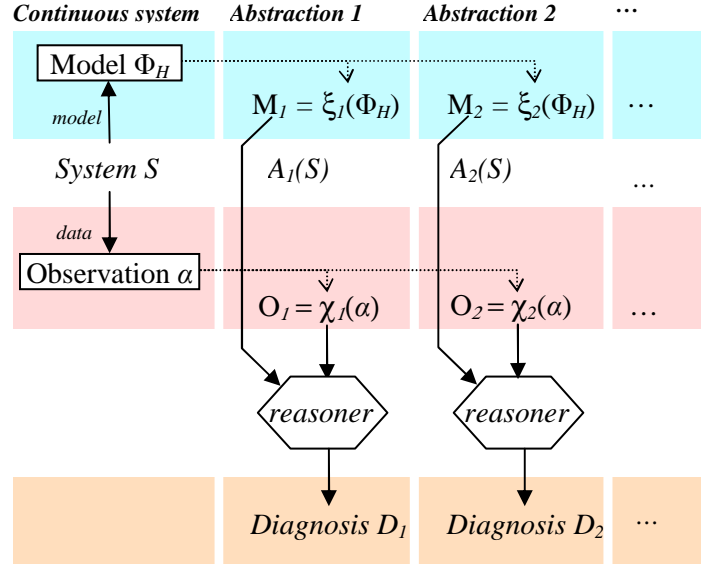 Continuous system Abstraction 1 Abstraction 2 ...
Model Φ_H
M_1 = ξ_1(Φ_H) M_2 = ξ_2(Φ_H) ...
model
System S A_1(S) A_2(S) ...
data
Observation α
O_1 = χ_1(α) O_2 = χ_2(α) ...
reasoner reasoner
Diagnosis D_1 Diagnosis D_2 ...